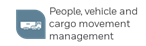 People, vehicle and
cargo movement
management